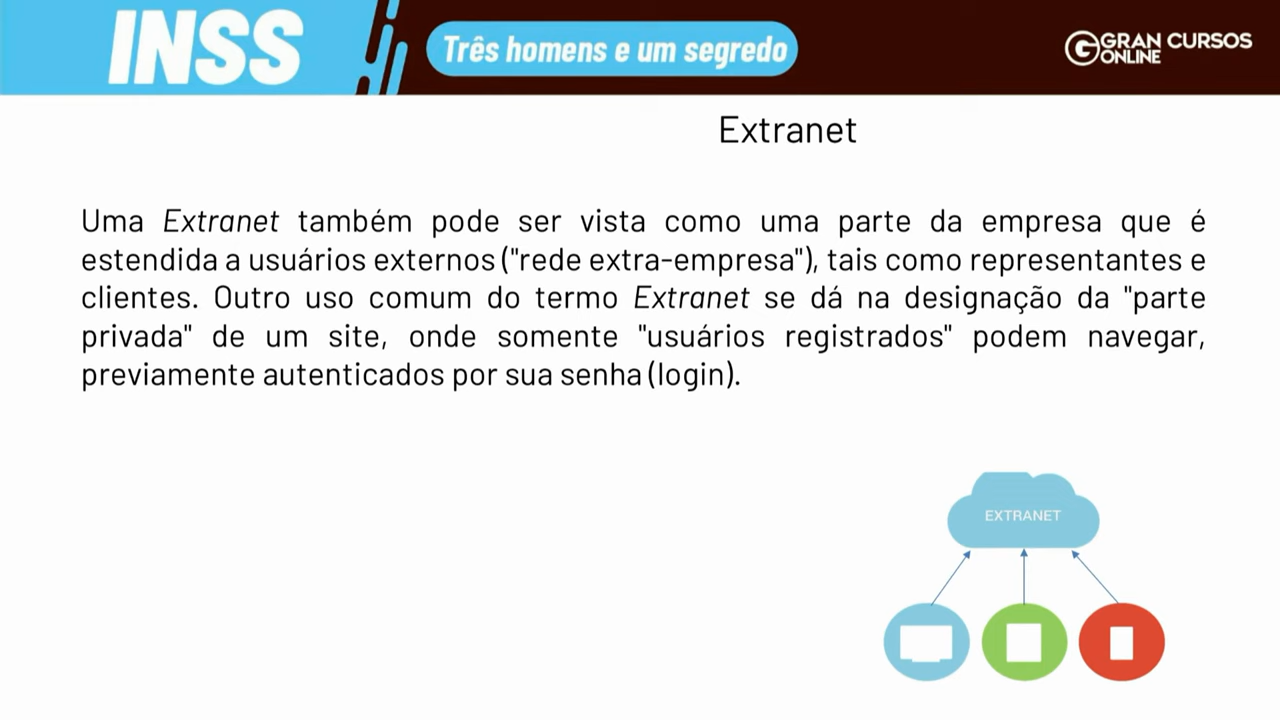 INSS
Três homens e um segredo
GRAN CURSOS
ONLINE
Extranet
Uma Extranet também pode ser vista como uma parte da empresa que é
estendida a usuários externos ("rede extra-empresa"), tais como representantes e
clientes. Outro uso comum do termo Extranet se dá na designação da "parte
privada" de um site, onde somente "usuários registrados" podem navegar,
previamente autenticados por sua senha (login).
EXTRANET